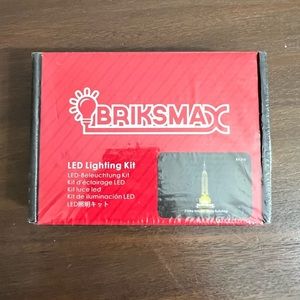 BRIKSMAX
LED Lighting Kit
LED-Beleuchtung Kit
Kit d'éclairage LED
Kit luce led
Kit de iluminación LED
LED照明キット